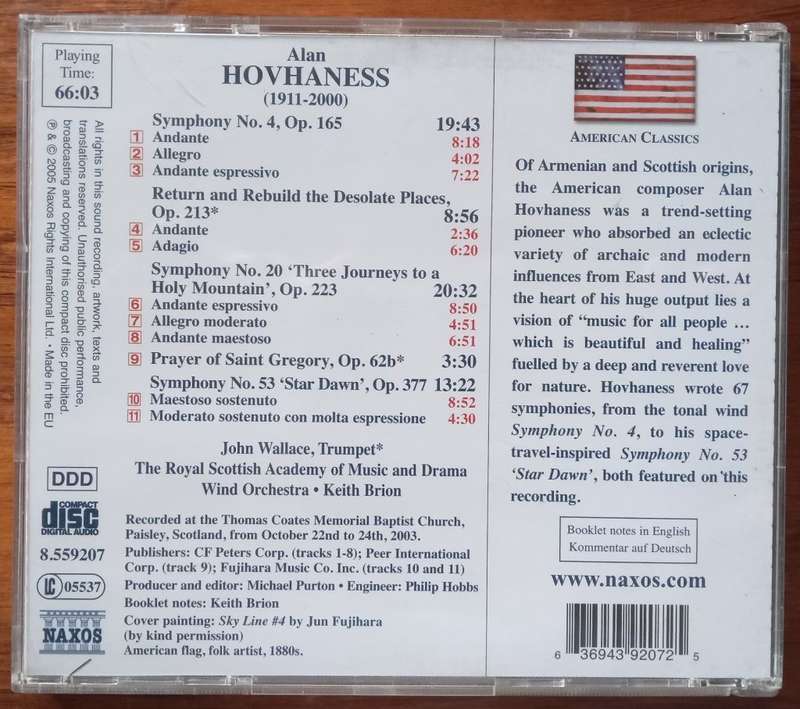 Playing
Time:
66:03
All rights in this sound recording, artwork, texts and
translations reserved. Unauthorised public performance,
broadcasting and copying of this compact disc prohibited.
℗ & © 2005 Naxos Rights International Ltd. • Made in the EU
DDD
COMPACT
disc
DIGITAL AUDIO
8.559207
LC 05537
NAXOS
Alan
HOVHANESS
(1911-2000)
Symphony No. 4, Op. 165 19:43
1 Andante 8:18
2 Allegro 4:02
3 Andante espressivo 7:22
Return and Rebuild the Desolate Places,
Op. 213* 8:56
4 Andante 2:36
5 Adagio 6:20
Symphony No. 20 ‘Three Journeys to a
Holy Mountain’, Op. 223 20:32
6 Andante espressivo 8:50
7 Allegro moderato 4:51
8 Andante maestoso 6:51
9 Prayer of Saint Gregory, Op. 62b* 3:30
Symphony No. 53 ‘Star Dawn’, Op. 377 13:22
10 Maestoso sostenuto 8:52
11 Moderato sostenuto con molta espressione 4:30
John Wallace, Trumpet*
The Royal Scottish Academy of Music and Drama
Wind Orchestra • Keith Brion
Recorded at the Thomas Coates Memorial Baptist Church,
Paisley, Scotland, from October 22nd to 24th, 2003.
Publishers: CF Peters Corp. (tracks 1-8); Peer International
Corp. (track 9); Fujihara Music Co. Inc. (tracks 10 and 11)
Producer and editor: Michael Purton • Engineer: Philip Hobbs
Booklet notes: Keith Brion
Cover painting: Sky Line #4 by Jun Fujihara
(by kind permission)
American flag, folk artist, 1880s.
AMERICAN CLASSICS
Of Armenian and Scottish origins,
the American composer Alan
Hovhaness was a trend-setting
pioneer who absorbed an eclectic
variety of archaic and modern
influences from East and West. At
the heart of his huge output lies a
vision of “music for all people ...
which is beautiful and healing”
fuelled by a deep and reverent love
for nature. Hovhaness wrote 67
symphonies, from the tonal wind
Symphony No. 4, to his space-
travel-inspired Symphony No. 53
‘Star Dawn’, both featured on this
recording.
Booklet notes in English
Kommentar auf Deutsch
www.naxos.com
6 36943 92072 5